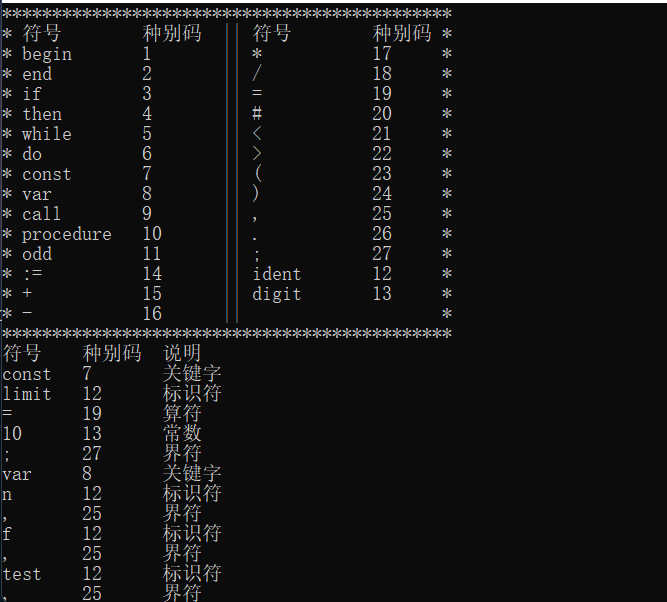 *********************************************
* 符号 种别码 || 符号 种别码 *
* begin 1 || * 17 *
* end 2 || / 18 *
* if 3 || = 19 *
* then 4 || # 20 *
* while 5 || < 21 *
* do 6 || > 22 *
* const 7 || ( 23 *
* var 8 || ) 24 *
* call 9 || , 25 *
* procedure 10 || . 26 *
* odd 11 || ; 27 *
* := 14 || ident 12 *
* + 15 || digit 13 *
* - 16 || *
*********************************************
符号 种别码 说明
const 7 关键字
limit 12 标识符
= 19 算符
10 13 常数
; 27 界符
var 8 关键字
n 12 标识符
, 25 界符
f 12 标识符
, 25 界符
test 12 标识符
, 25 界符